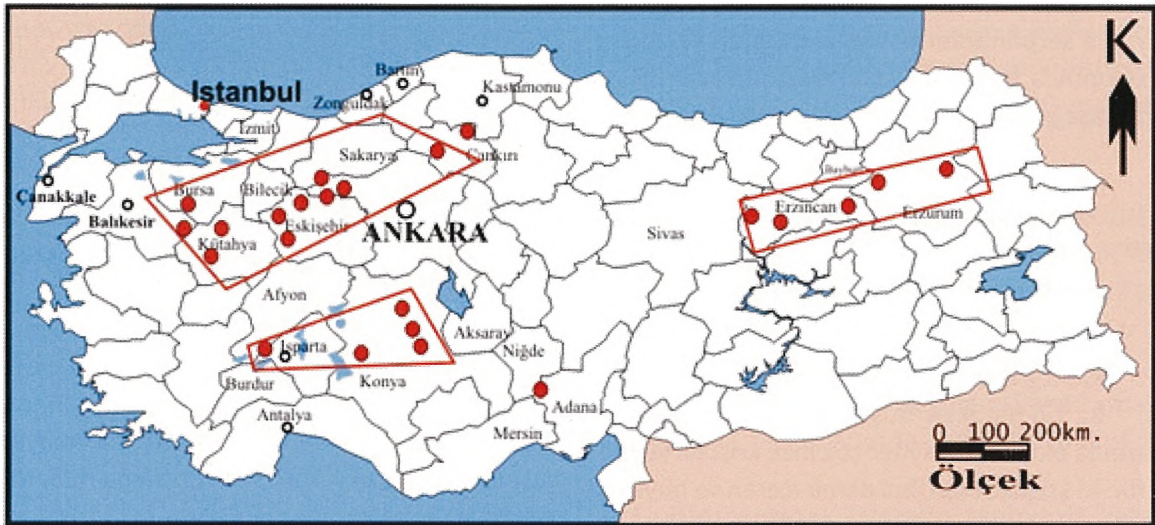 K
Bartın
Istanbul
Zonguldak
Kastamonu
İzmit
Sakarya
Çankırı
Çanakkale
Bursa
Bilecik
Balıkesir
Eskişehir
ANKARA
Kütahya
Sivas
Erzincan
Erzurum
Afyon
Aksaray
Isparta
Niğde
Burdur
Konya
Adana
Antalya
Mersin
0 100 200km.
Ölçek